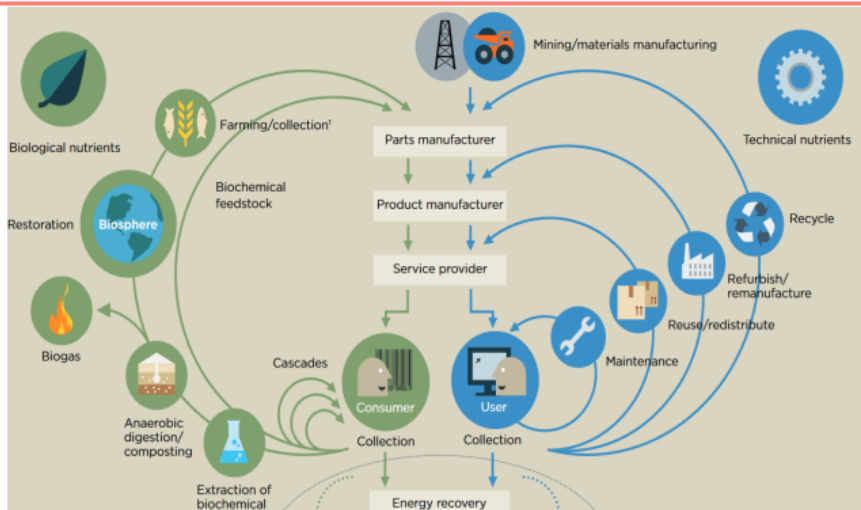 Mining/materials manufacturing
Biological nutrients
Farming/collection¹
Parts manufacturer
Technical nutrients
Biochemical
feedstock
Product manufacturer
Restoration
Biosphere
Recycle
Service provider
Refurbish/
remanufacture
Reuse/redistribute
Biogas
Cascades
Maintenance
Anaerobic
digestion/
composting
Consumer
User
Collection
Collection
Extraction of
biochemical
Energy recovery